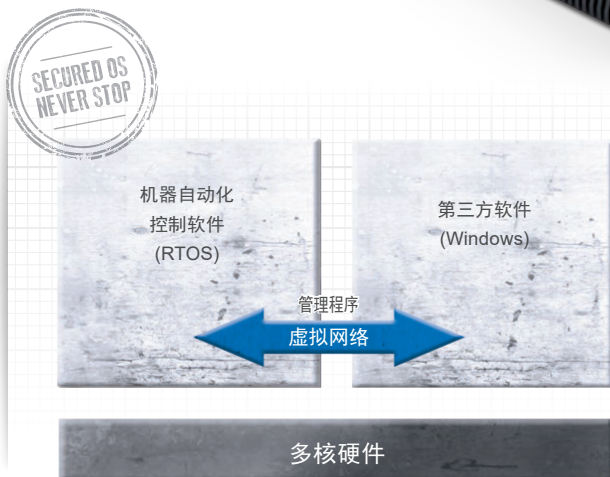 SECURED OS
NEVER STOP
机器自动化
控制软件
(RTOS)
第三方软件
(Windows)
管理程序
虚拟网络
多核硬件